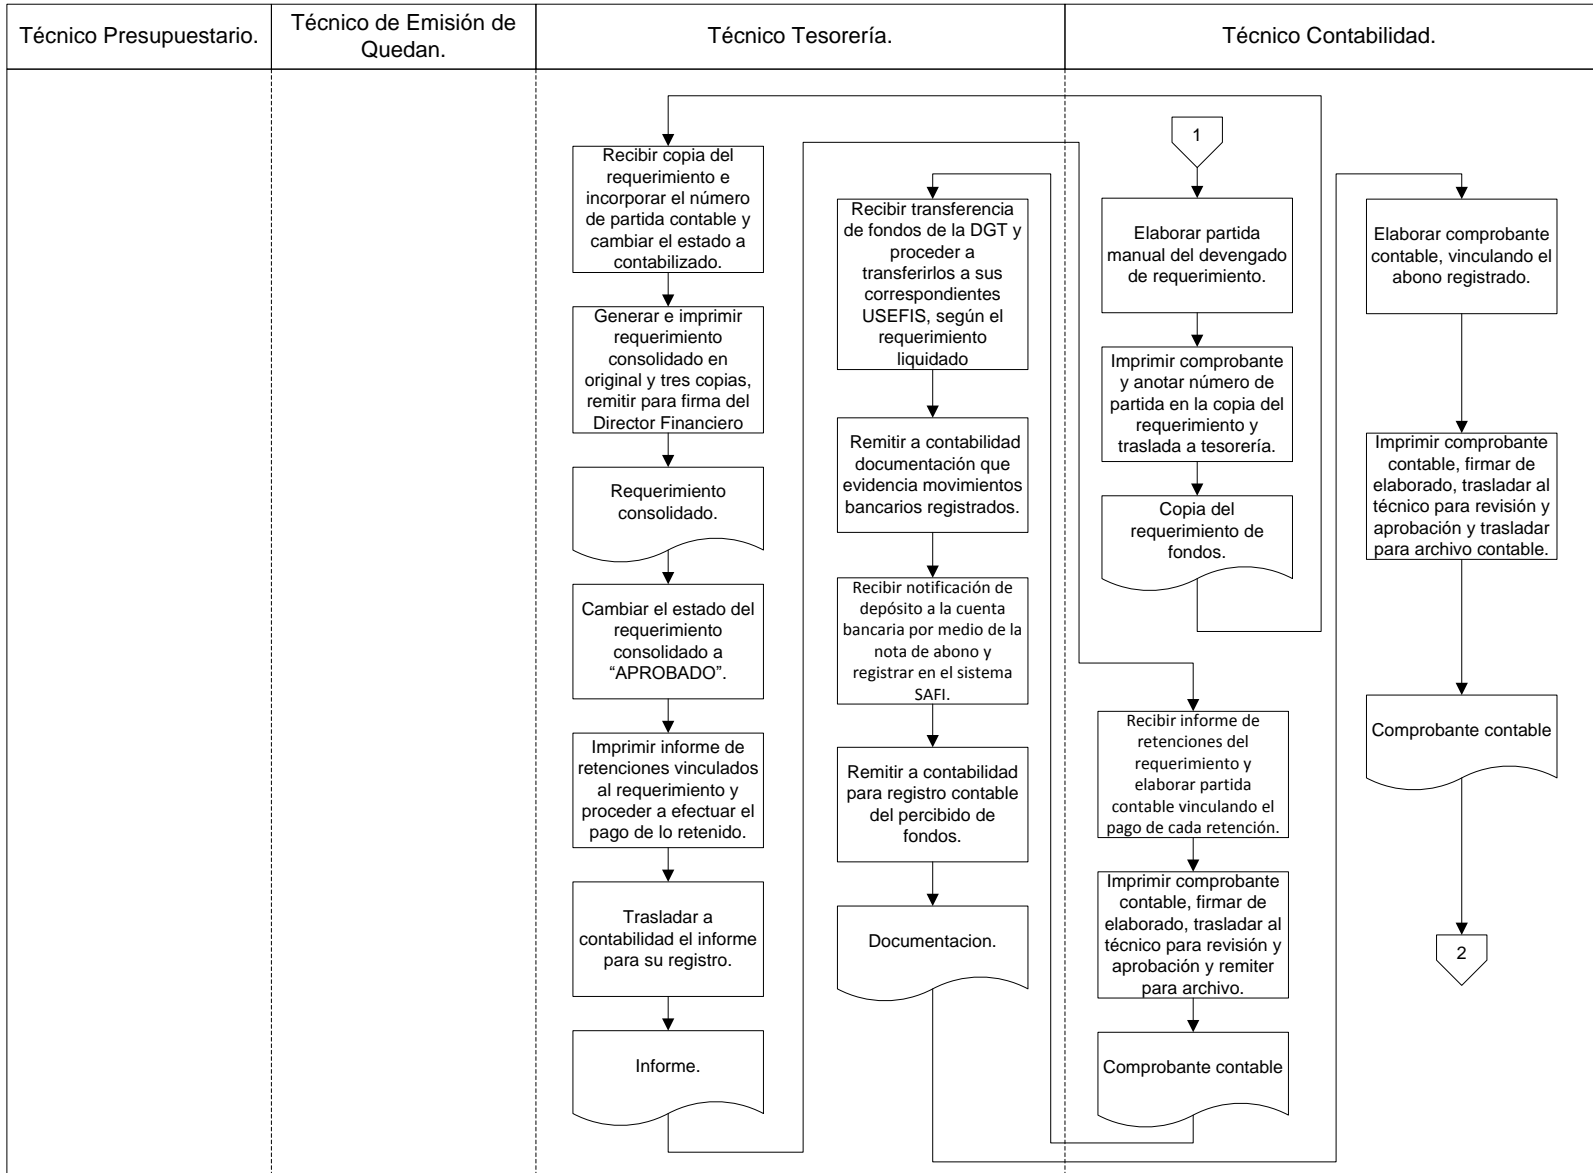 Técnico Presupuestario.
Técnico de Emisión de
Quedan.
Técnico Tesorería.
Técnico Contabilidad.
1
Elaborar partida
manual del devengado
de requerimiento.
Imprimir comprobante
y anotar número de
partida en la copia del
requerimiento y
traslada a tesorería.
Copia del
requerimiento de
fondos.
Recibir copia del
requerimiento e
incorporar el número
de partida contable y
cambiar el estado a
contabilizado.
Generar e imprimir
requerimiento
consolidado en
original y tres copias,
remitir para firma del
Director Financiero
Requerimiento
consolidado.
Cambiar el estado del
requerimiento
consolidado a
“APROBADO”.
Imprimir informe de
retenciones vinculados
al requerimiento y
proceder a efectuar el
pago de lo retenido.
Trasladar a
contabilidad el informe
para su registro.
Informe.
Recibir informe de
retenciones del
requerimiento y
elaborar partida
contable vinculando el
pago de cada retención.
Imprimir comprobante
contable, firmar de
elaborado, trasladar al
técnico para revisión y
aprobación y remiter
para archivo.
Comprobante contable
Recibir transferencia
de fondos de la DGT y
proceder a
transferirlos a sus
correspondientes
USEFIS, según el
requerimiento
liquidado
Remitir a contabilidad
documentación que
evidencia movimientos
bancarios registrados.
Recibir notificación de
depósito a la cuenta
bancaria por medio de la
nota de abono y
registrar en el sistema
SAFI.
Remitir a contabilidad
para registro contable
del percibido de
fondos.
Documentacion.
Elaborar comprobante
contable, vinculando el
abono registrado.
Imprimir comprobante
contable, firmar de
elaborado, trasladar al
técnico para revisión y
aprobación y trasladar
para archivo contable.
Comprobante contable
2